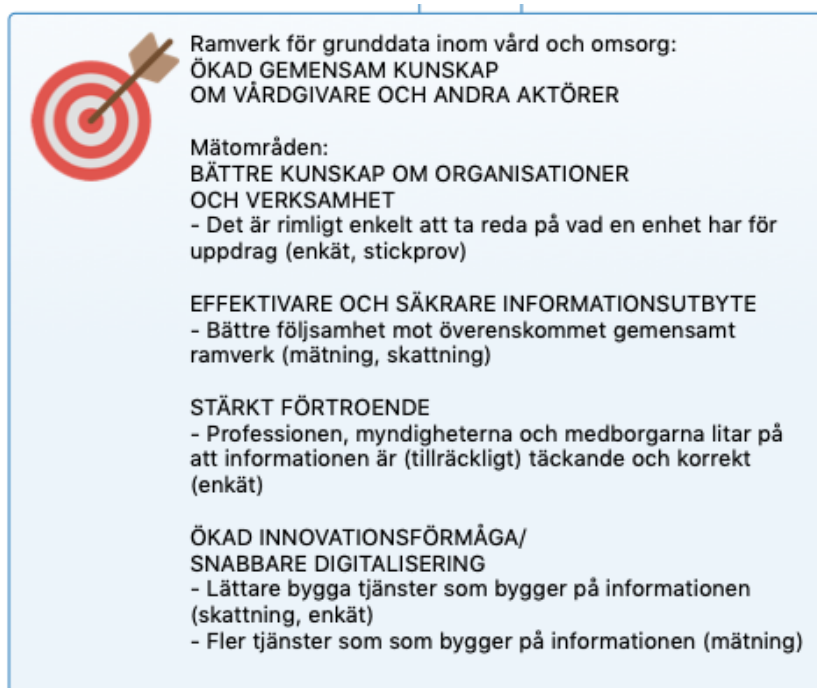 Ramverk för grunddata inom vård och omsorg:
ÖKAD GEMENSAM KUNSKAP
OM VÅRDGIVARE OCH ANDRA AKTÖRER
Mätområden:
BÄTTRE KUNSKAP OM ORGANISATIONER
OCH VERKSAMHET
- Det är rimligt enkelt att ta reda på vad en enhet har för
uppdrag (enkät, stickprov)
EFFEKTIVARE OCH SÄKRARE INFORMATIONSUTBYTE
- Bättre följsamhet mot överenskommet gemensamt
ramverk (mätning, skattning)
STÄRKT FÖRTROENDE
- Professionen, myndigheterna och medborgarna litar på
att informationen är (tillräckligt) täckande och korrekt
(enkät)
ÖKAD INNOVATIONSFÖRMÅGA/
SNABBARE DIGITALISERING
- Lättare bygga tjänster som bygger på informationen
(skattning, enkät)
- Fler tjänster som som bygger på informationen (mätning)